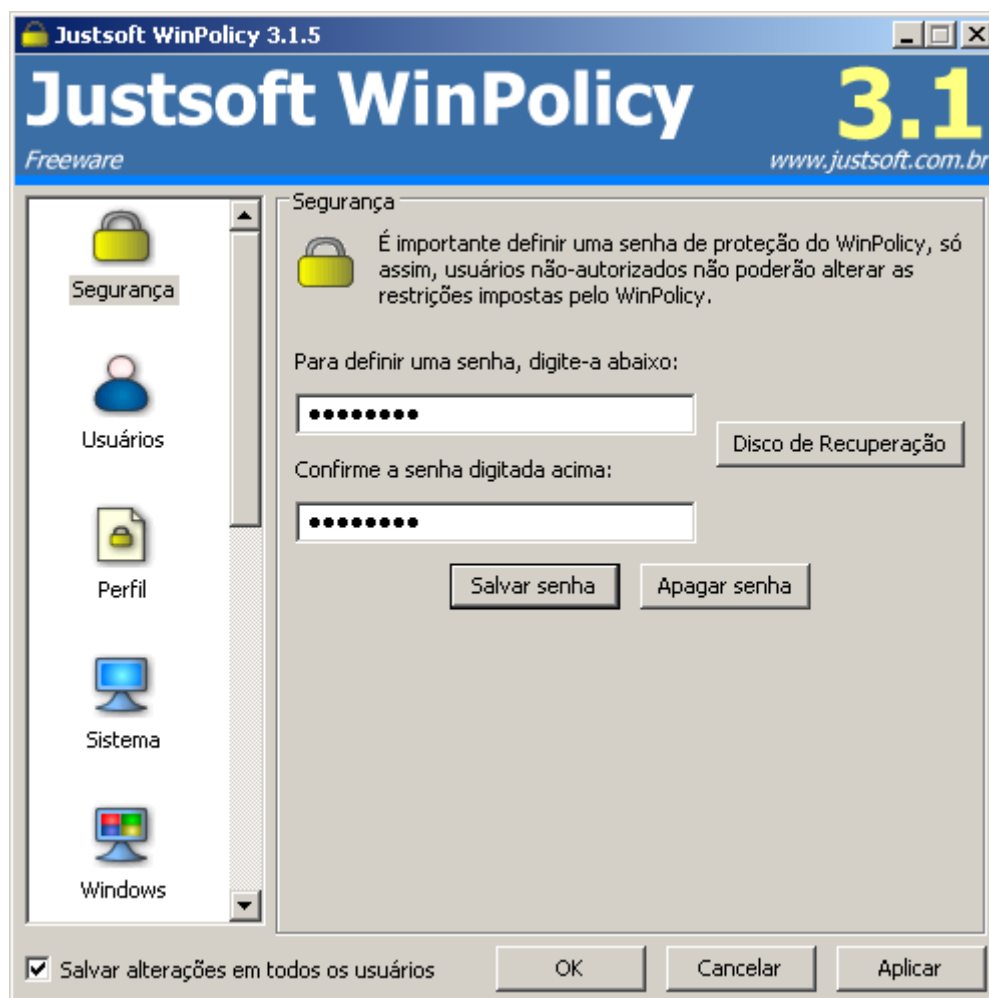 Justsoft WinPolicy 3.1.5
Justsoft WinPolicy 3.1
Freeware www.justsoft.com.br
Segurança
Usuários
Perfil
Sistema
Windows
Segurança
É importante definir uma senha de proteção do WinPolicy, só
assim, usuários não-autorizados não poderão alterar as
restrições impostas pelo WinPolicy.
Para definir uma senha, digite-a abaixo:
Disco de Recuperação
Confirme a senha digitada acima:
Salvar senha Apagar senha
Salvar alterações em todos os usuários OK Cancelar Aplicar